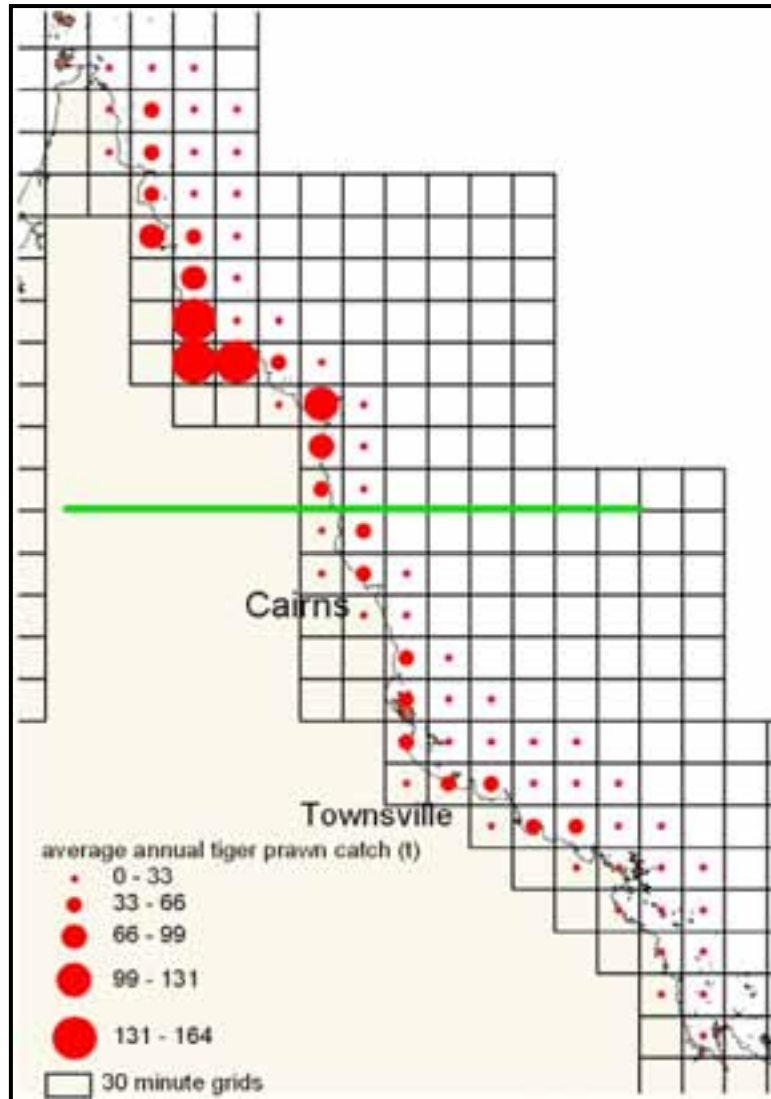 Cairns
Townsville
average annual tiger prawn catch (t)
0 - 33
33 - 66
66 - 99
99 - 131
131 - 164
30 minute grids